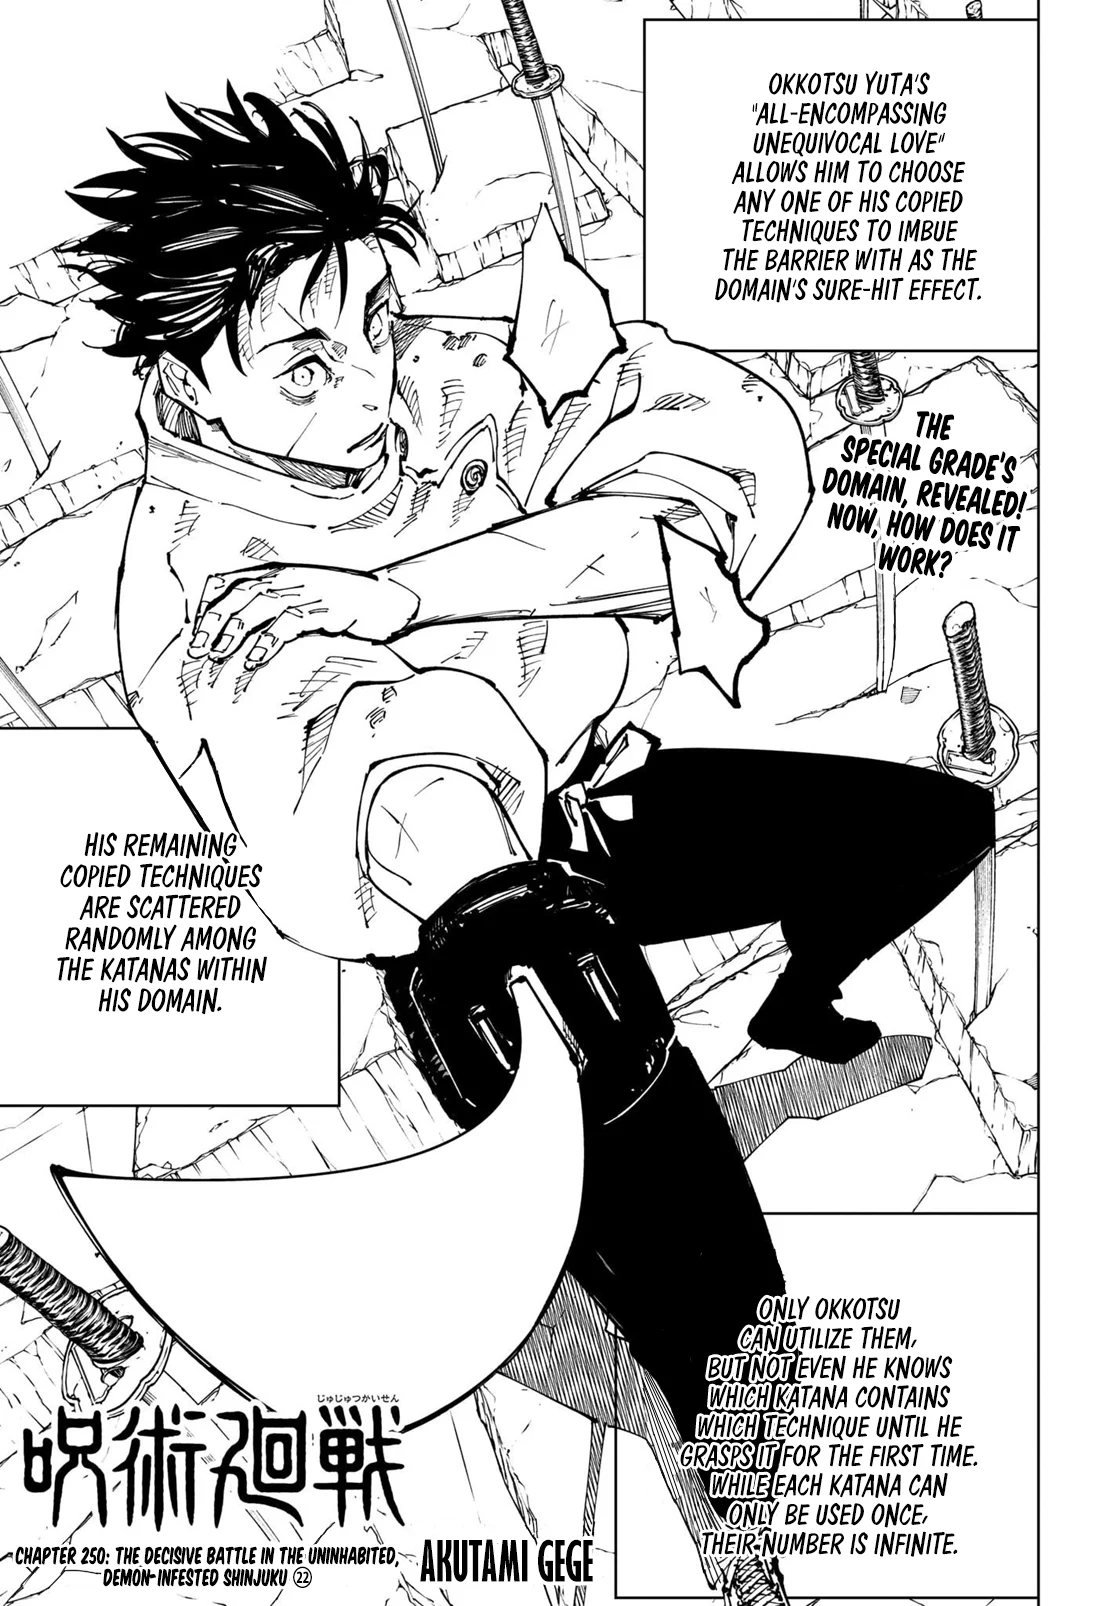 OKKOTSU YUTA'S
"ALL-ENCOMPASSING
UNEQUIVOCAL LOVE"
ALLOWS HIM TO CHOOSE
ANY ONE OF HIS COPIED
TECHNIQUES TO IMBUE
THE BARRIER WITH AS THE
DOMAIN'S SURE-HIT EFFECT.
THE
SPECIAL GRADE'S
DOMAIN, REVEALED!
NOW, HOW DOES IT
WORK?
HIS REMAINING
COPIED TECHNIQUES
ARE SCATTERED
RANDOMLY AMONG
THE KATANAS WITHIN
HIS DOMAIN.
ONLY OKKOTSU
CAN UTILIZE THEM,
BUT NOT EVEN HE KNOWS
WHICH KATANA CONTAINS
WHICH TECHNIQUE UNTIL HE
GRASPS IT FOR THE FIRST TIME.
WHILE EACH KATANA CAN
ONLY BE USED ONCE,
THEIR NUMBER IS INFINITE.
じゅじゅつかいせん
呪術廻戦
CHAPTER 250: THE DECISIVE BATTLE IN THE UNINHABITED,
DEMON-INFESTED SHINJUKU ㉒
AKUTAMI GEGE